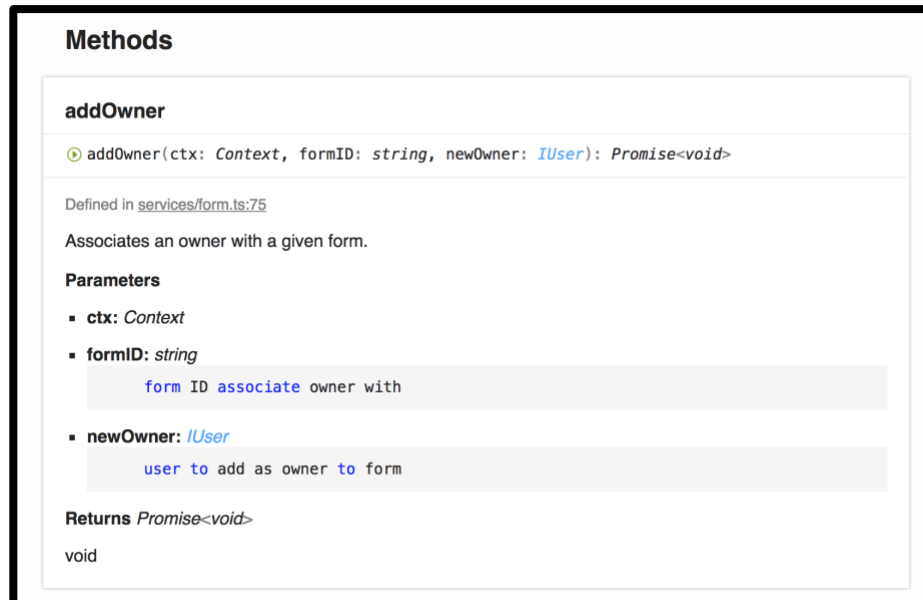 Methods
addOwner
addOwner(ctx: Context, formID: string, newOwner: IUser): Promise<void>
Defined in services/form.ts:75
Associates an owner with a given form.
Parameters
ctx: Context
formID: string
form ID associate owner with
newOwner: IUser
user to add as owner to form
Returns Promise<void>
void